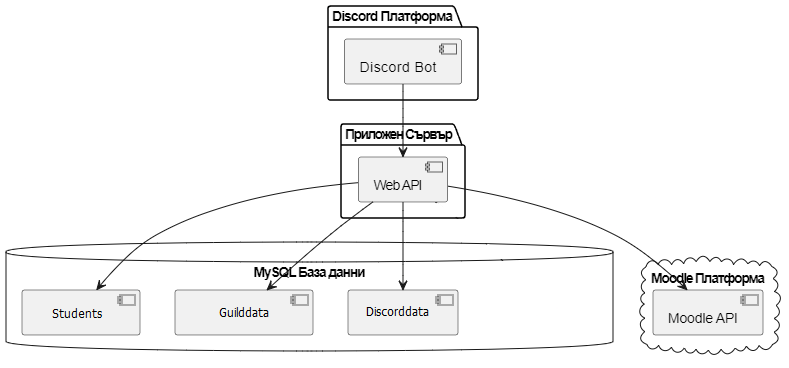 Discord Платформа
Discord Bot
Приложен Сървър
Web API
MySQL База данни
Students
Guilddata
Discorddata
Moodle Платформа
Moodle API